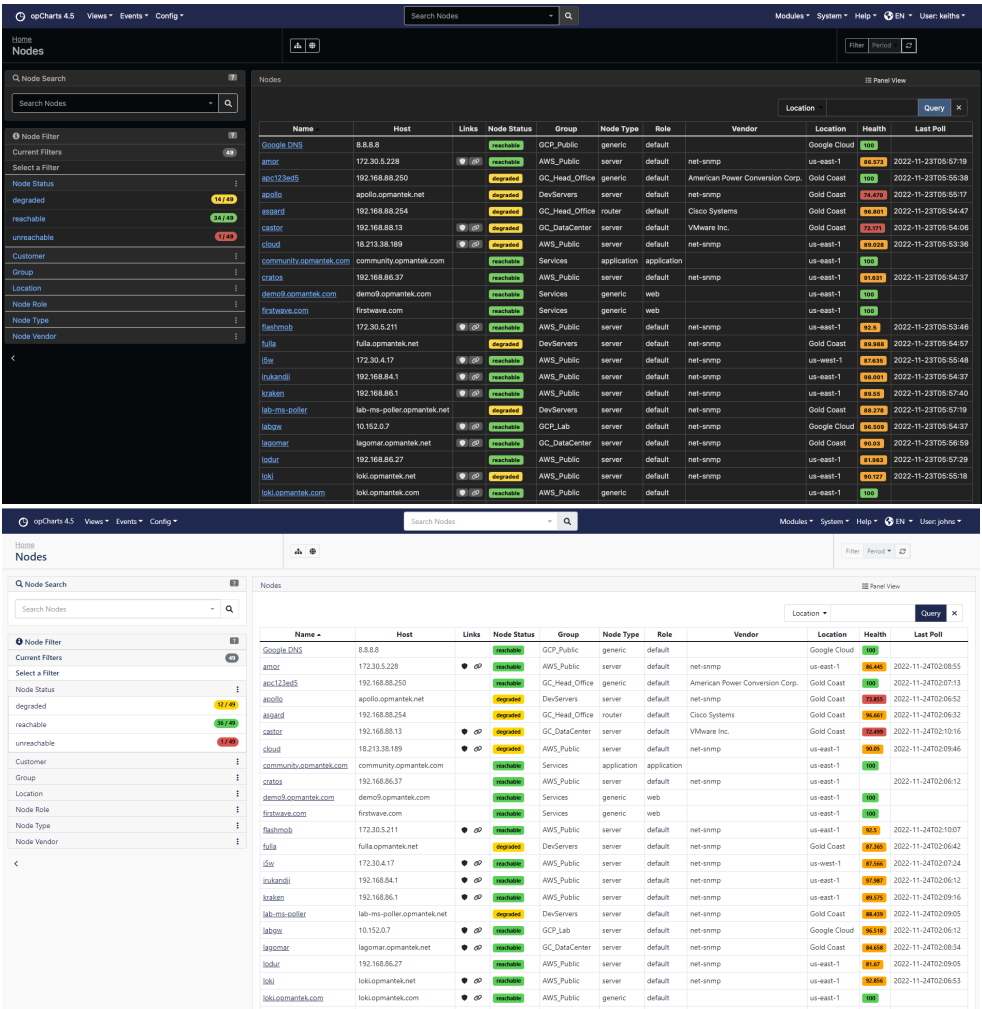 opCharts 4.5 Views Events Config Search Nodes Modules System Help EN User: keiths
Home
Nodes
Filter Period
Node Search ?
Nodes Panel View
Search Nodes
Location Query ×
Node Filter ?
Current Filters 49
Select a Filter
Node Status
degraded 14 / 49
reachable 34 / 49
unreachable 1 / 49
Customer
Group
Location
Node Role
Node Type
Node Vendor
Name Host Links Node Status Group Node Type Role Vendor Location Health Last Poll
Google DNS 8.8.8.8 reachable GCP_Public generic default Google Cloud 100
amor 172.30.5.228 reachable AWS_Public server default net-snmp us-east-1 86.573 2022-11-23T05:57:19
apc123ed5 192.168.88.250 degraded GC_Head_Office generic default American Power Conversion Corp. Gold Coast 100 2022-11-23T05:55:38
apollo apollo.opmantek.net degraded DevServers server default net-snmp Gold Coast 74.479 2022-11-23T05:55:17
asgard 192.168.88.254 degraded GC_Head_Office router default Cisco Systems Gold Coast 96.801 2022-11-23T05:54:47
castor 192.168.88.13 degraded GC_DataCenter server default VMware Inc. Gold Coast 72.171 2022-11-23T05:54:06
cloud 18.213.38.189 degraded AWS_Public server default net-snmp us-east-1 89.028 2022-11-23T05:53:36
community.opmantek.com community.opmantek.com reachable Services application application us-east-1 100
cratos 192.168.86.37 reachable AWS_Public server default net-snmp us-east-1 91.031 2022-11-23T05:54:37
demo9.opmantek.com demo9.opmantek.com reachable Services generic web us-east-1 100
firstwave.com firstwave.com reachable Services generic web us-east-1 100
flashmob 172.30.5.211 reachable AWS_Public server default net-snmp us-east-1 92.5 2022-11-23T05:53:46
fulla fulla.opmantek.net degraded DevServers server default net-snmp Gold Coast 89.988 2022-11-23T05:54:57
i5w 172.30.4.17 reachable AWS_Public server default net-snmp us-west-1 87.635 2022-11-23T05:55:48
irukandji 192.168.84.1 reachable AWS_Public server default net-snmp us-east-1 98.001 2022-11-23T05:54:37
kraken 192.168.86.1 reachable AWS_Public server default net-snmp us-east-1 89.55 2022-11-23T05:57:40
lab-ms-poller lab-ms-poller.opmantek.net degraded DevServers server default net-snmp Gold Coast 88.278 2022-11-23T05:57:19
labgw 10.152.0.7 reachable GCP_Lab server default net-snmp Google Cloud 96.509 2022-11-23T05:54:37
lagomar lagomar.opmantek.net reachable GC_DataCenter server default net-snmp Gold Coast 90.03 2022-11-23T05:56:59
lodur 192.168.86.27 reachable AWS_Public server default net-snmp us-east-1 81.983 2022-11-23T05:57:29
loki loki.opmantek.net degraded AWS_Public server default net-snmp us-east-1 90.127 2022-11-23T05:55:18
loki.opmantek.com loki.opmantek.com reachable AWS_Public generic default us-east-1 100
opCharts 4.5 Views Events Config Search Nodes Modules System Help EN User: johns
Home
Nodes
Filter Period
Node Search ?
Nodes Panel View
Search Nodes
Location Query ×
Node Filter ?
Current Filters 49
Select a Filter
Node Status
degraded 12 / 49
reachable 36 / 49
unreachable 1 / 49
Customer
Group
Location
Node Role
Node Type
Node Vendor
Name Host Links Node Status Group Node Type Role Vendor Location Health Last Poll
Google DNS 8.8.8.8 reachable GCP_Public generic default Google Cloud 100
amor 172.30.5.228 reachable AWS_Public server default net-snmp us-east-1 86.445 2022-11-24T02:08:55
apc123ed5 192.168.88.250 reachable GC_Head_Office generic default American Power Conversion Corp. Gold Coast 100 2022-11-24T02:07:13
apollo apollo.opmantek.net degraded DevServers server default net-snmp Gold Coast 73.855 2022-11-24T02:06:52
asgard 192.168.88.254 degraded GC_Head_Office router default Cisco Systems Gold Coast 96.661 2022-11-24T02:06:32
castor 192.168.88.13 degraded GC_DataCenter server default VMware Inc. Gold Coast 72.499 2022-11-24T02:10:16
cloud 18.213.38.189 degraded AWS_Public server default net-snmp us-east-1 90.05 2022-11-24T02:09:46
community.opmantek.com community.opmantek.com reachable Services application application us-east-1 100
cratos 192.168.86.37 reachable AWS_Public server default net-snmp us-east-1 2022-11-24T02:06:12
demo9.opmantek.com demo9.opmantek.com reachable Services generic web us-east-1 100
firstwave.com firstwave.com reachable Services generic web us-east-1 100
flashmob 172.30.5.211 reachable AWS_Public server default net-snmp us-east-1 92.5 2022-11-24T02:10:07
fulla fulla.opmantek.net degraded DevServers server default net-snmp Gold Coast 87.365 2022-11-24T02:06:42
i5w 172.30.4.17 reachable AWS_Public server default net-snmp us-west-1 87.566 2022-11-24T02:07:24
irukandji 192.168.84.1 reachable AWS_Public server default net-snmp us-east-1 97.987 2022-11-24T02:06:12
kraken 192.168.86.1 reachable AWS_Public server default net-snmp us-east-1 89.575 2022-11-24T02:09:16
lab-ms-poller lab-ms-poller.opmantek.net degraded DevServers server default net-snmp Gold Coast 88.439 2022-11-24T02:09:05
labgw 10.152.0.7 reachable GCP_Lab server default net-snmp Google Cloud 96.518 2022-11-24T02:06:12
lagomar lagomar.opmantek.net reachable GC_DataCenter server default net-snmp Gold Coast 84.658 2022-11-24T02:08:34
lodur 192.168.86.27 reachable AWS_Public server default net-snmp us-east-1 81.67 2022-11-24T02:09:05
loki loki.opmantek.net reachable AWS_Public server default net-snmp us-east-1 92.856 2022-11-24T02:06:53
loki.opmantek.com loki.opmantek.com reachable AWS_Public generic default us-east-1 100